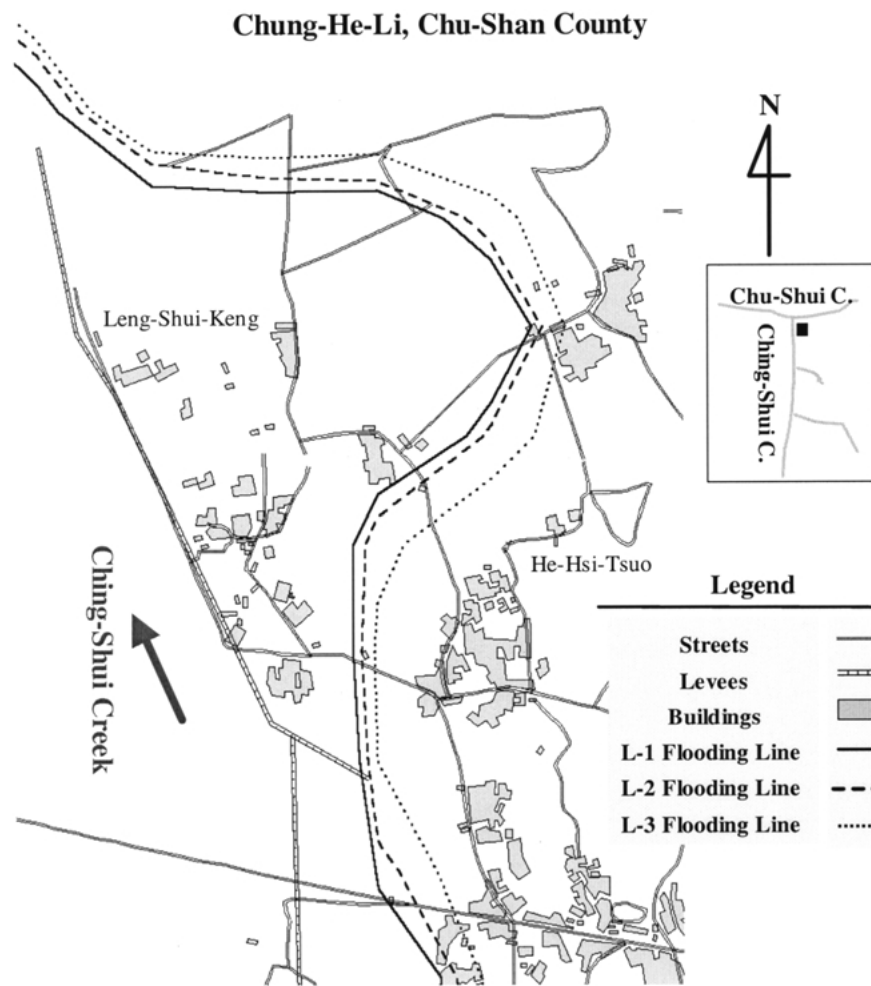 Chung-He-Li, Chu-Shan County
N
Leng-Shui-Keng
Chu-Shui C.
Ching-Shui C.
He-Hsi-Tsuo
Ching-Shui Creek
Legend
Streets
Levees
Buildings
L-1 Flooding Line
L-2 Flooding Line
L-3 Flooding Line